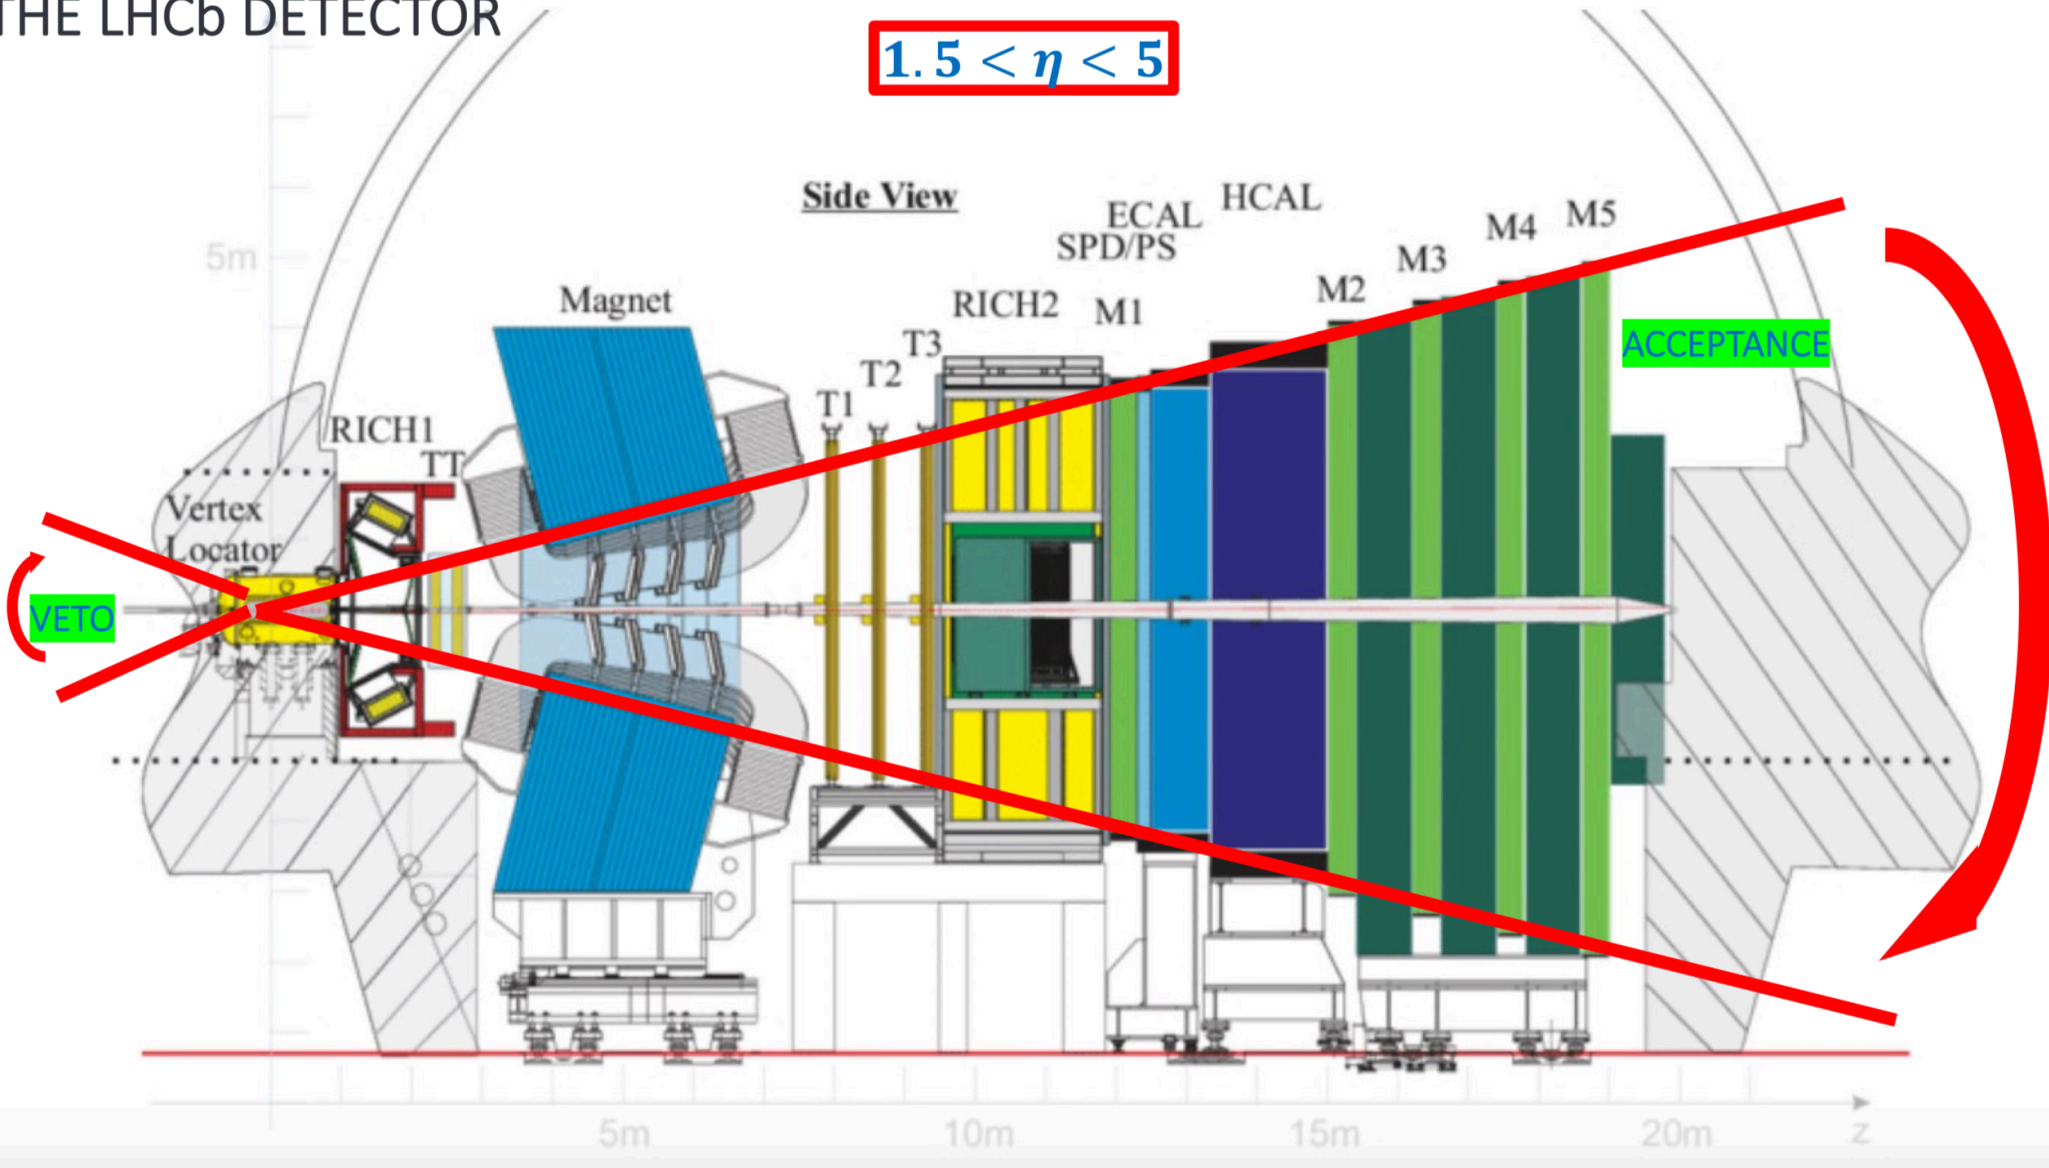 THE LHCb DETECTOR
1.5 < η < 5
Side View
HCAL
ECAL
SPD/PS
M5
M4
M3
M2
5m
Magnet
RICH2
M1
T3
T2
T1
ACCEPTANCE
RICH1
TT
Vertex
Locator
VETO
5m
10m
15m
20m
z